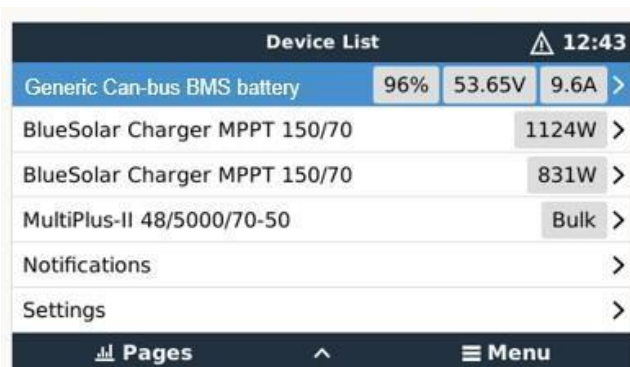 Device List 12:43
Generic Can-bus BMS battery 96% 53.65V 9.6A
BlueSolar Charger MPPT 150/70 1124W
BlueSolar Charger MPPT 150/70 831W
MultiPlus-II 48/5000/70-50 Bulk
Notifications
Settings
Pages Menu